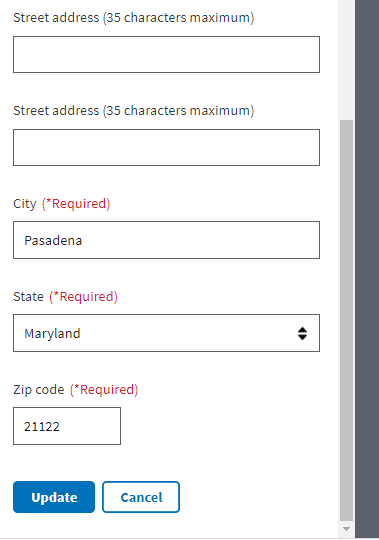 Street address (35 characters maximum)
Street address (35 characters maximum)
City (*Required)
Pasadena
State (*Required)
Maryland
Zip code (*Required)
21122
Update Cancel